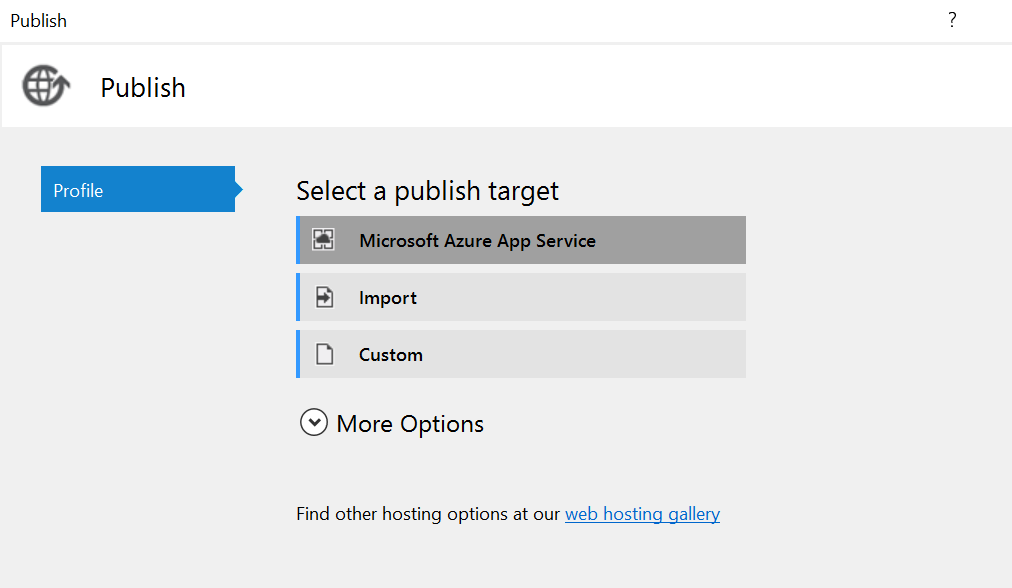 Publish
?
Publish
Profile
Select a publish target
Microsoft Azure App Service
Import
Custom
More Options
Find other hosting options at our web hosting gallery